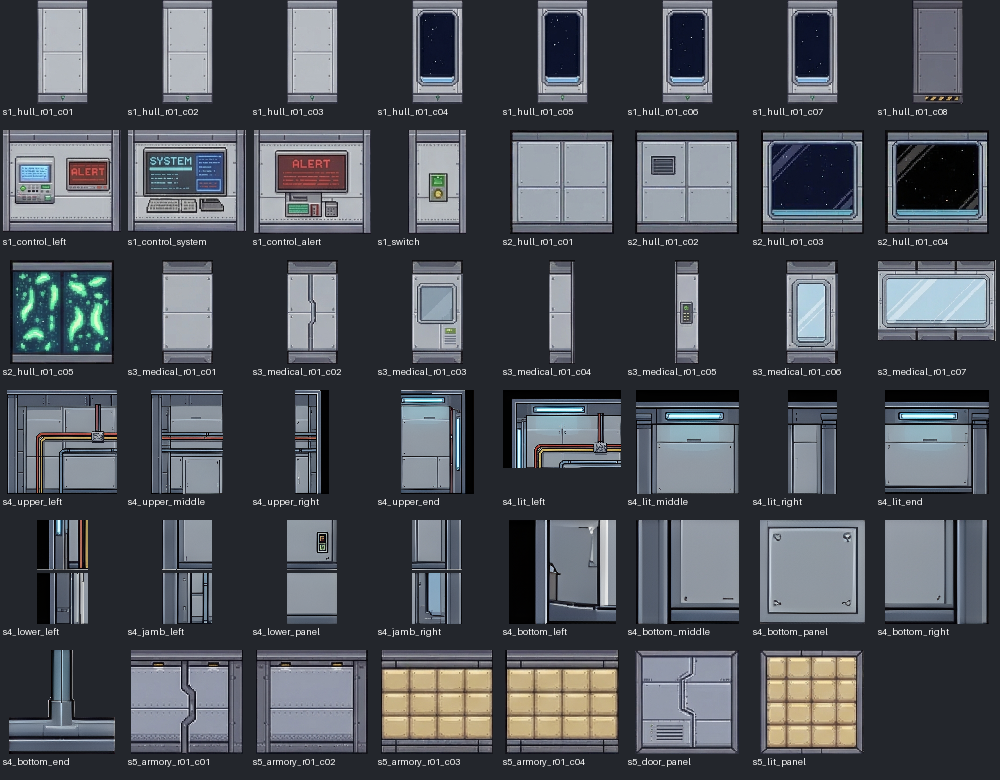 s1_hull_r01_c01 s1_hull_r01_c02 s1_hull_r01_c03 s1_hull_r01_c04 s1_hull_r01_c05 s1_hull_r01_c06 s1_hull_r01_c07 s1_hull_r01_c08
ALERT SYSTEM ALERT
s1_control_left s1_control_system s1_control_alert s1_switch s2_hull_r01_c01 s2_hull_r01_c02 s2_hull_r01_c03 s2_hull_r01_c04
s2_hull_r01_c05 s3_medical_r01_c01 s3_medical_r01_c02 s3_medical_r01_c03 s3_medical_r01_c04 s3_medical_r01_c05 s3_medical_r01_c06 s3_medical_r01_c07
s4_upper_left s4_upper_middle s4_upper_right s4_upper_end s4_lit_left s4_lit_middle s4_lit_right s4_lit_end
s4_lower_left s4_jamb_left s4_lower_panel s4_jamb_right s4_bottom_left s4_bottom_middle s4_bottom_panel s4_bottom_right
s4_bottom_end s5_armory_r01_c01 s5_armory_r01_c02 s5_armory_r01_c03 s5_armory_r01_c04 s5_door_panel s5_lit_panel